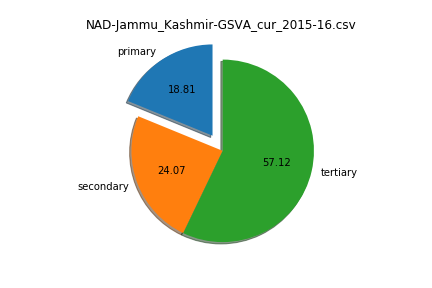 NAD-Jammu_Kashmir-GSVA_cur_2015-16.csv
primary
18.81
57.12
24.07
tertiary
secondary